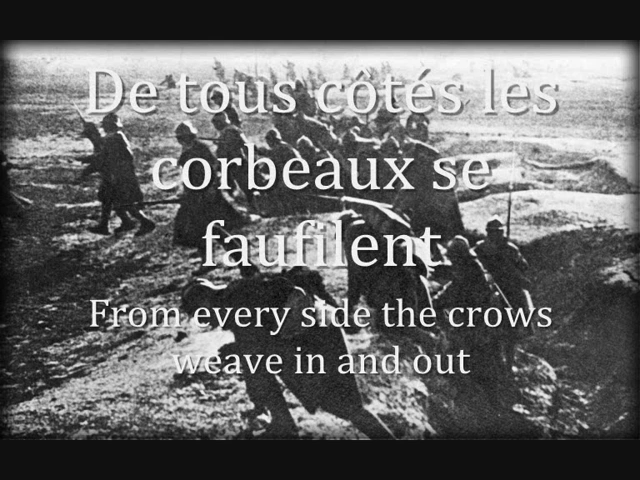 De tous côtés les
corbeaux se
faufilent
From every side the crows
weave in and out